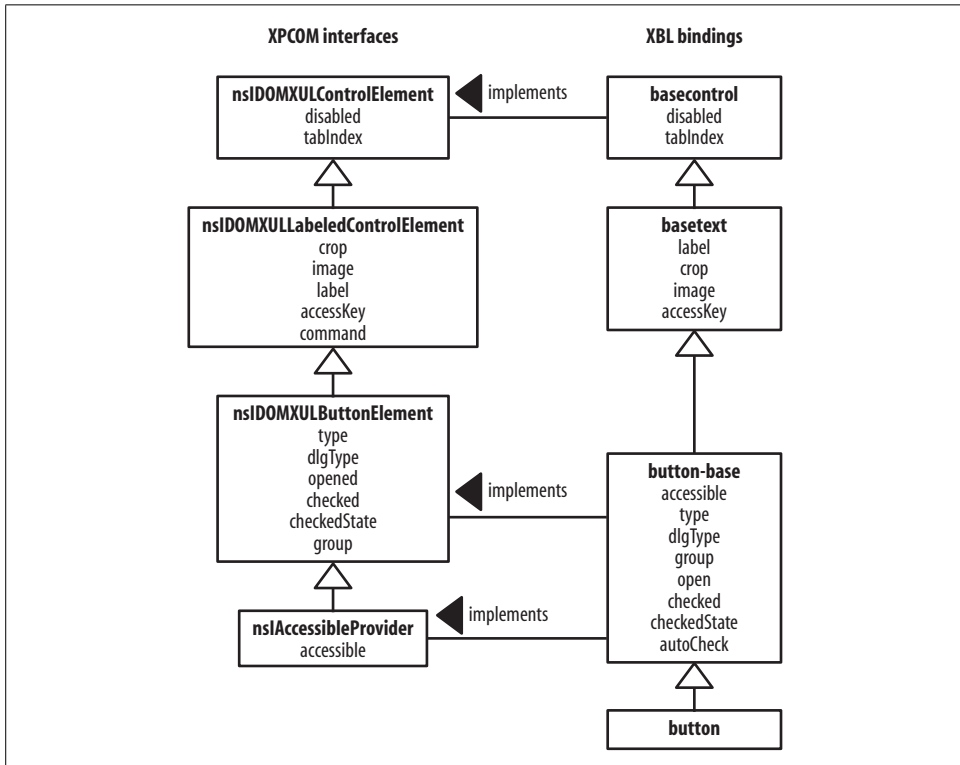 XPCOM interfaces
XBL bindings
nsIDOMXULControlElement
disabled
tabIndex
implements
basecontrol
disabled
tabIndex
nsIDOMXULLabeledControlElement
crop
image
label
accessKey
command
basetext
label
crop
image
accessKey
nsIDOMXULButtonElement
type
dlgType
opened
checked
checkedState
group
implements
button-base
accessible
type
dlgType
group
open
checked
checkedState
autoCheck
nsIAccessibleProvider
accessible
implements
button